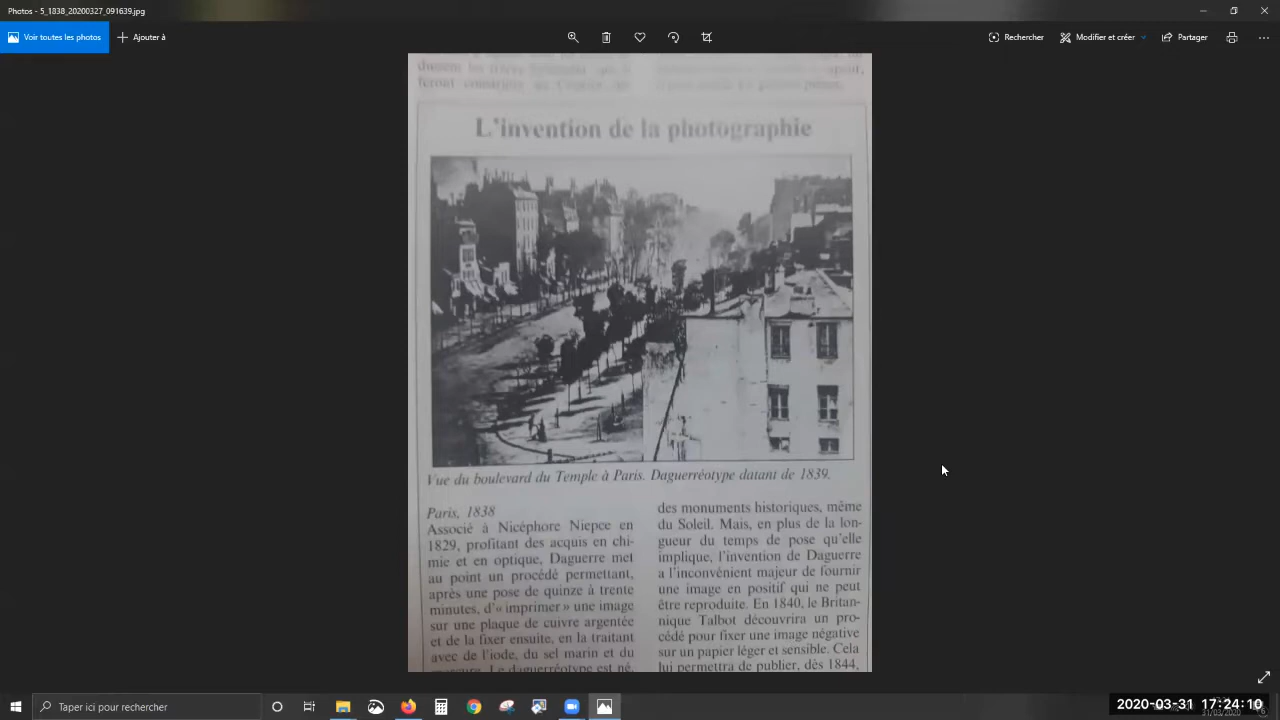 Photos - 5_1838_20200327_091639.jpg
Voir toutes les photos
Ajouter à
Rechercher
Modifier et créer
Partager
feront construire
L'invention de la photographie
Vue du boulevard du Temple à Paris. Daguerréotype datant de 1839.
Paris, 1838
Associé à Nicéphore Niepce en
1829, profitant des acquis en chi-
mie et en optique, Daguerre met
au point un procédé permettant,
après une pose de quinze à trente
minutes, d'« imprimer » une image
sur une plaque de cuivre argentée
et de la fixer ensuite, en la traitant
avec de l'iode, du sel marin et du
mercure. Le daguerréotype est né,
des monuments historiques, même
du Soleil. Mais, en plus de la lon-
gueur du temps de pose qu'elle
implique, l'invention de Daguerre
a l'inconvénient majeur de fournir
une image en positif qui ne peut
être reproduite. En 1840, le Britan-
nique Talbot découvrira un pro-
cédé pour fixer une image négative
sur un papier léger et sensible. Cela
lui permettra de publier, dès 1844,
Taper ici pour rechercher
2020-03-31 17:24:10